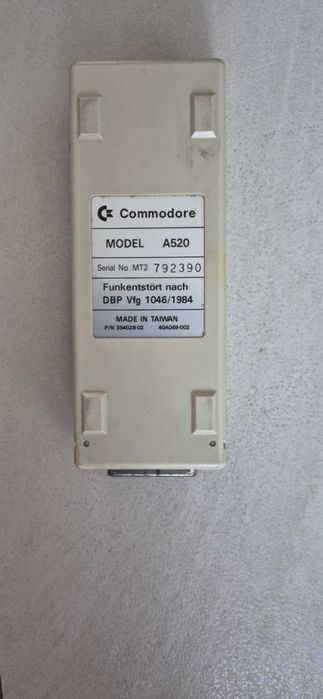 Commodore
MODEL A520
Serial No. MT2 792390
Funkentstört nach
DBP Vfg 1046/1984
MADE IN TAIWAN
P/N 354028-02 40A069-002